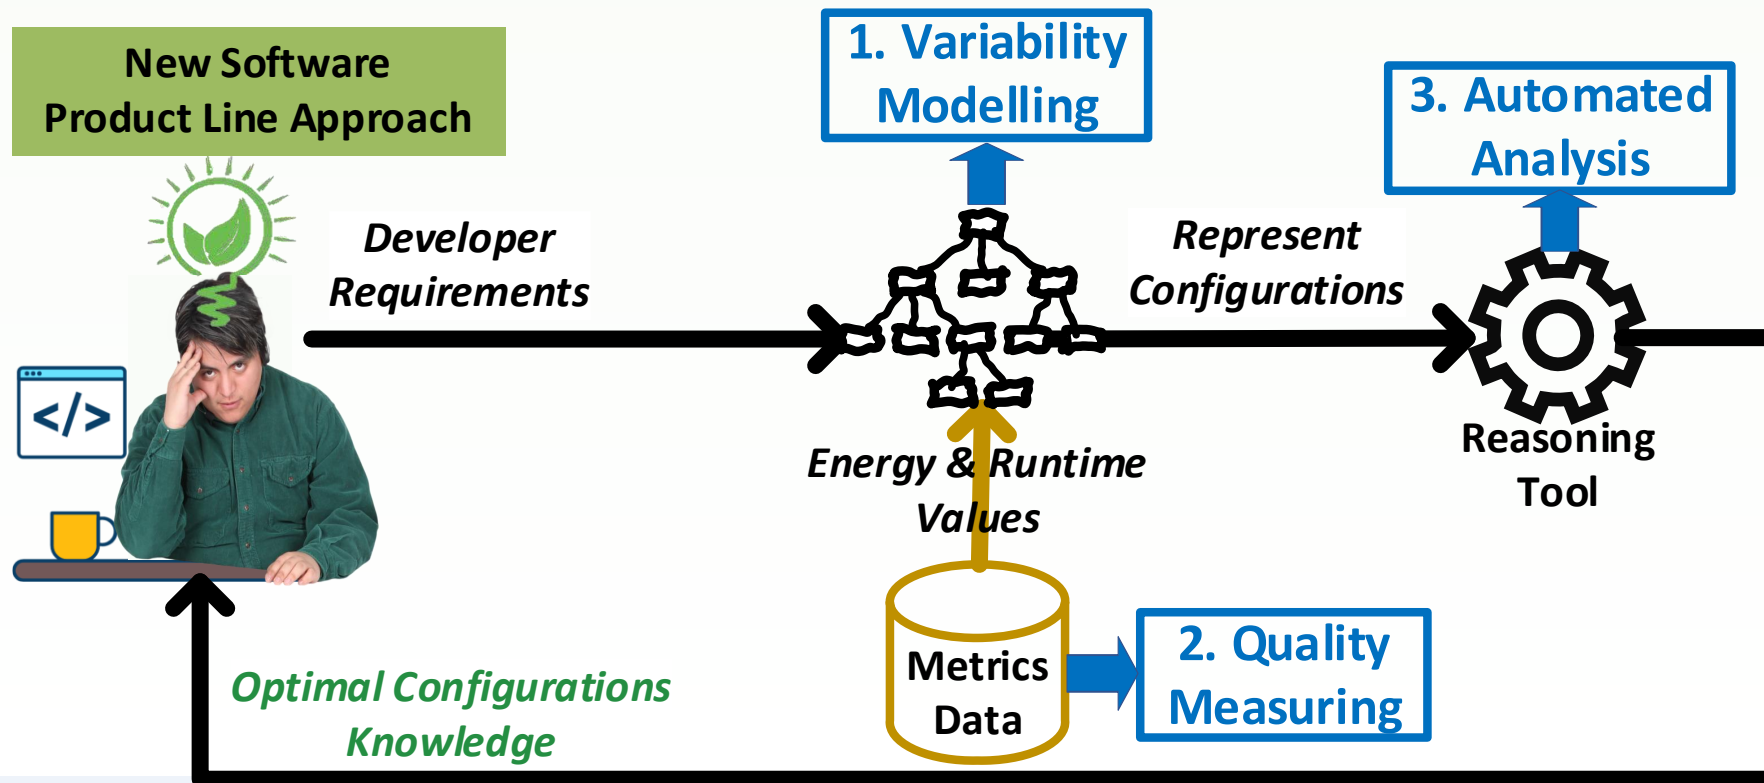 New Software
Product Line Approach
1. Variability
Modelling
3. Automated
Analysis
Developer
Requirements
Represent
Configurations
</>
Energy & Runtime
Values
Reasoning
Tool
Metrics
Data
2. Quality
Measuring
Optimal Configurations
Knowledge